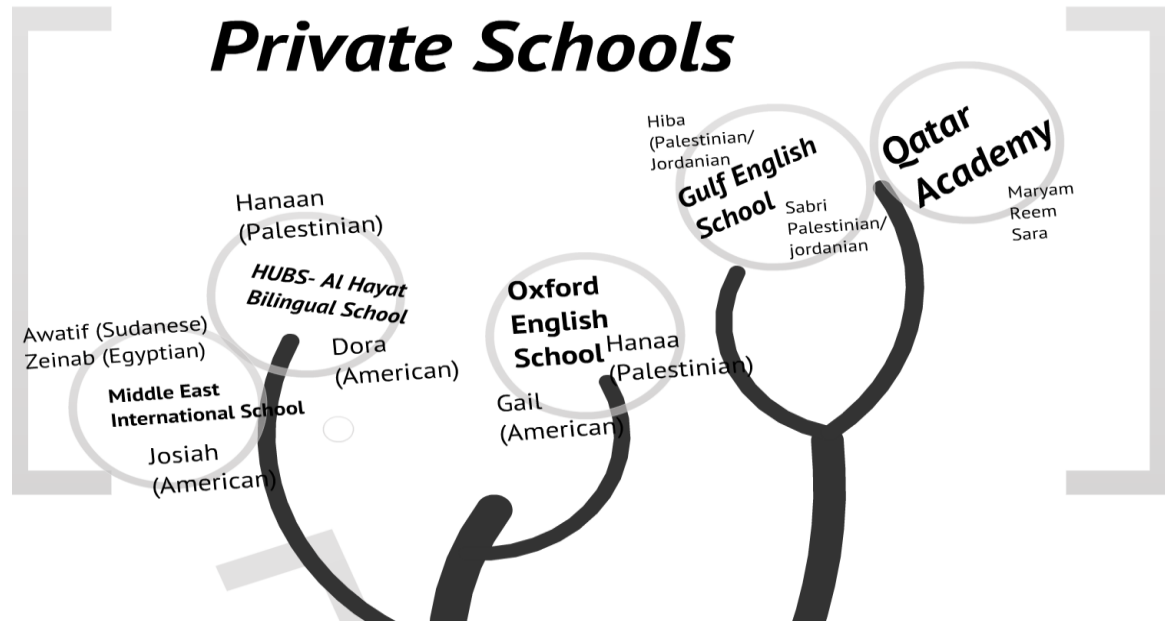 Private Schools
Hiba
(Palestinian/
Jordanian
Gulf English
School
Sabri
Palestinian/
jordanian
Qatar
Academy
Maryam
Reem
Sara
Hanaan
(Palestinian)
HUBS- Al Hayat
Bilingual School
Dora
(American)
Oxford
English
School
Hanaa
(Palestinian)
Gail
(American)
Awatif (Sudanese)
Zeinab (Egyptian)
Middle East
International School
Josiah
(American)